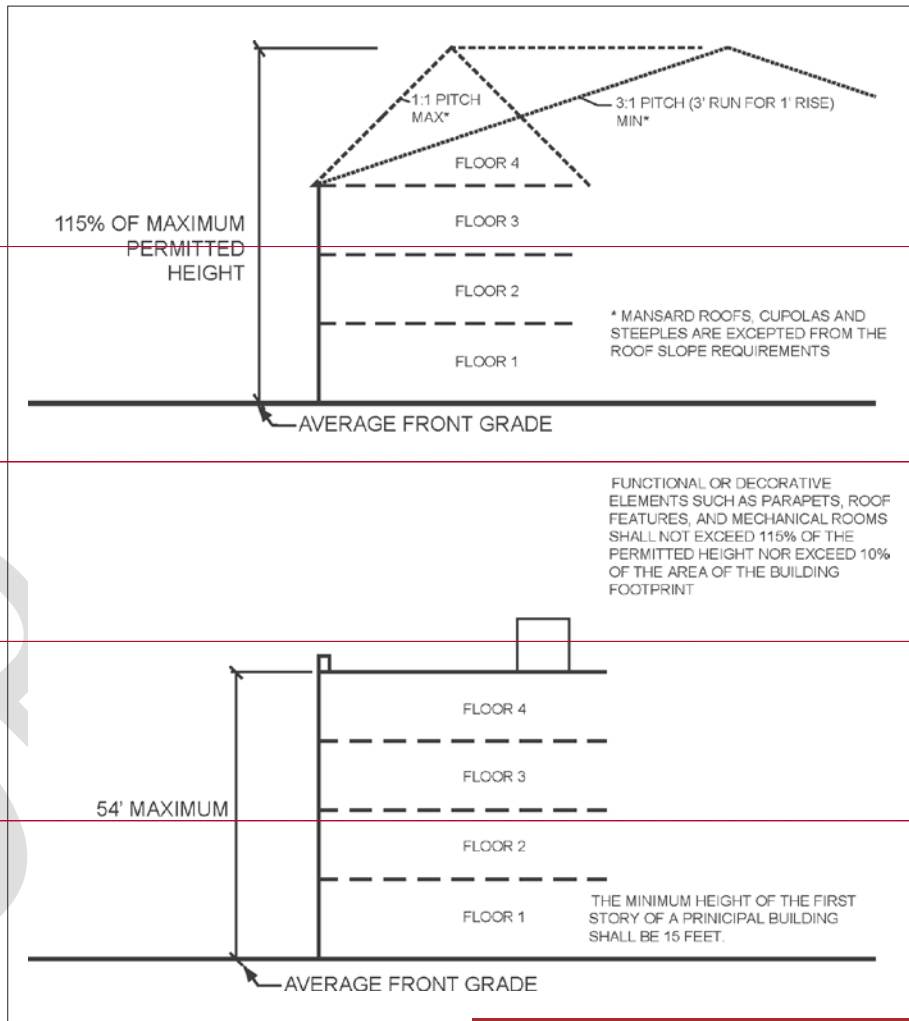 1:1 PITCH
MAX*
3:1 PITCH (3' RUN FOR 1' RISE)
MIN*
FLOOR 4
115% OF MAXIMUM
PERMITTED
HEIGHT
FLOOR 3
FLOOR 2
* MANSARD ROOFS, CUPOLAS AND
STEEPLES ARE EXCEPTED FROM THE
ROOF SLOPE REQUIREMENTS
FLOOR 1
AVERAGE FRONT GRADE
FUNCTIONAL OR DECORATIVE
ELEMENTS SUCH AS PARAPETS, ROOF
FEATURES, AND MECHANICAL ROOMS
SHALL NOT EXCEED 115% OF THE
PERMITTED HEIGHT NOR EXCEED 10%
OF THE AREA OF THE BUILDING
FOOTPRINT
FLOOR 4
FLOOR 3
54' MAXIMUM
FLOOR 2
FLOOR 1
THE MINIMUM HEIGHT OF THE FIRST
STORY OF A PRINICIPAL BUILDING
SHALL BE 15 FEET.
AVERAGE FRONT GRADE